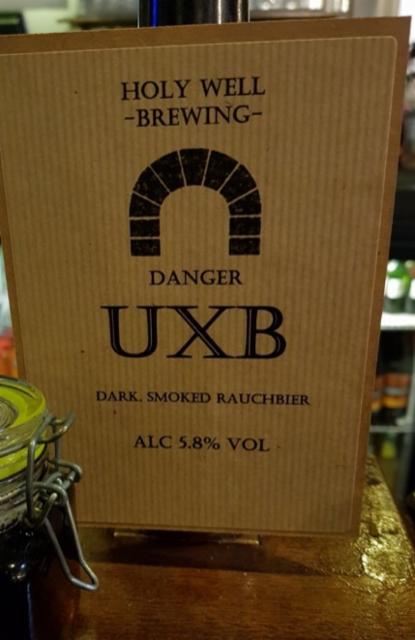 HOLY WELL
-BREWING-
DANGER
UXB
DARK, SMOKED RAUCHBIER
ALC 5.8% VOL